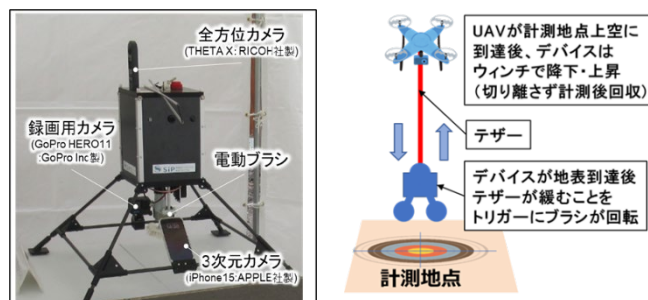 全方位カメラ
(THETA X: RICOH社製)
録画用カメラ
(GoPro HERO11
:GoPro Inc製)
電動ブラシ
SIP
3次元カメラ
(iPhone15:APPLE社製)
UAVが計測地点上空に
到達後、デバイスは
ウィンチで降下・上昇
(切り離さず計測後回収)
テザー
デバイスが地表到達後
テザーが緩むことを
トリガーにブラシが回転
計測地点